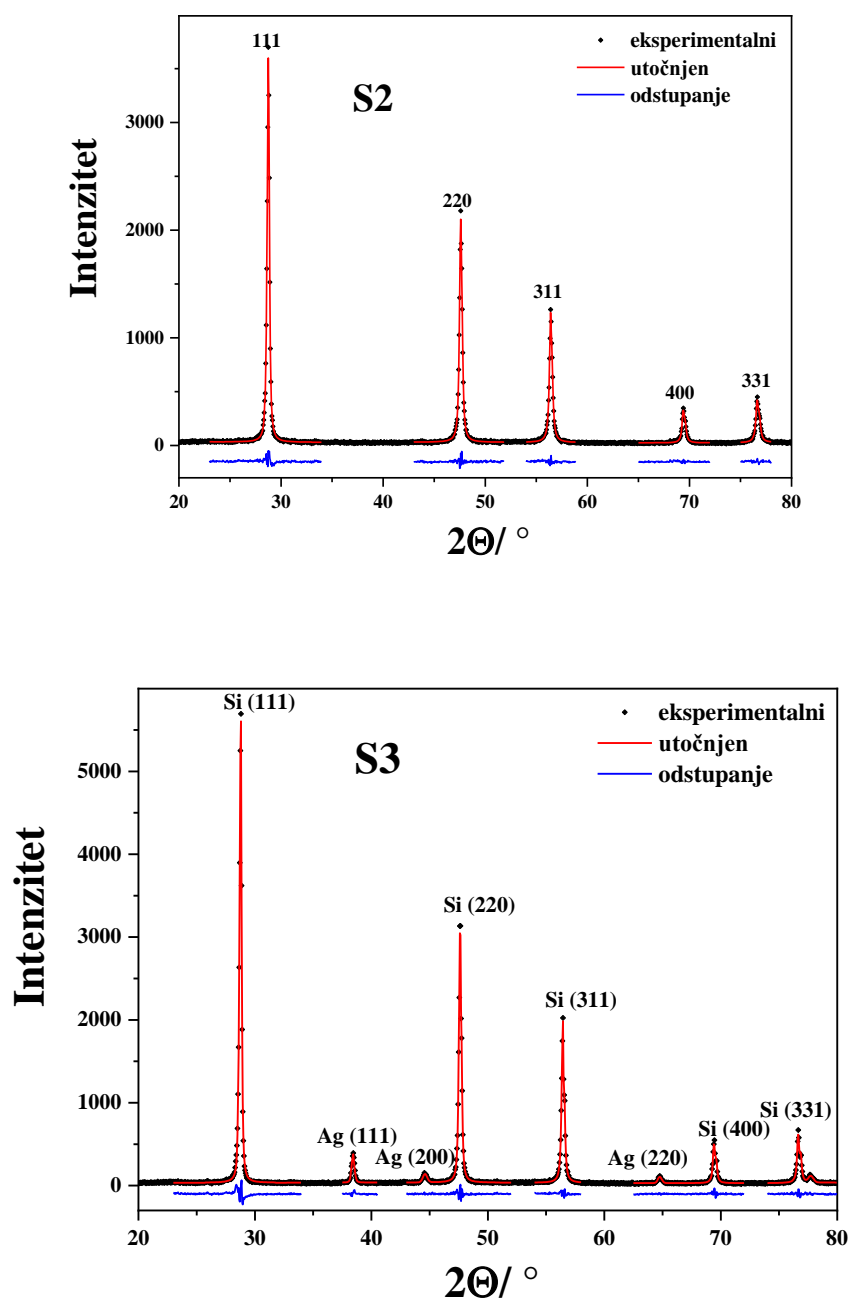 111
eksperimentalni
utočnjen
odstupanje
S2
220
311
400
331
Intenzitet
3000
2000
1000
0
20 30 40 50 60 70 80
2Θ/ °
Si (111)
eksperimentalni
utočnjen
odstupanje
S3
Si (220)
Si (311)
Ag (111)
Ag (200)
Ag (220)
Si (400)
Si (331)
Intenzitet
5000
4000
3000
2000
1000
0
20 30 40 50 60 70 80
2Θ/ °